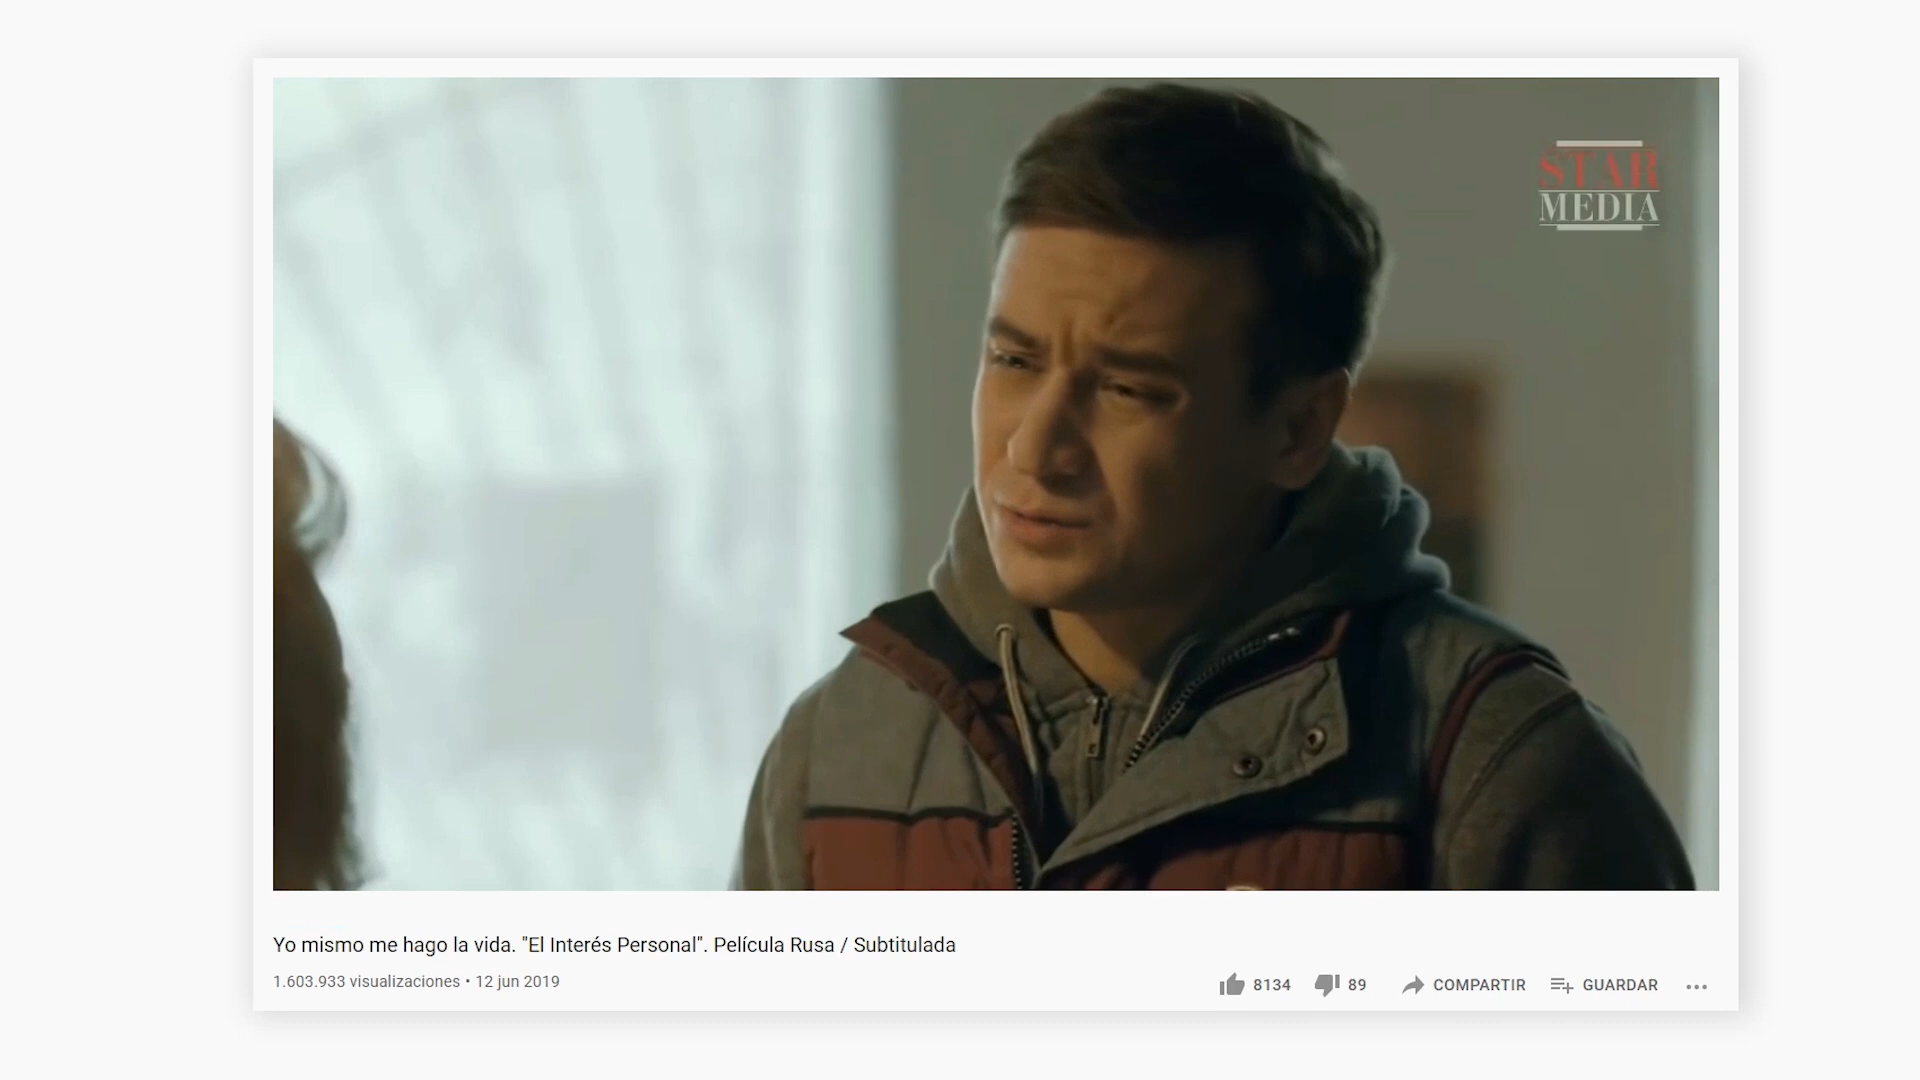 STAR
MEDIA
Yo mismo me hago la vida. "El Interés Personal". Película Rusa / Subtitulada
1.603.933 visualizaciones • 12 jun 2019
8134 89 COMPARTIR GUARDAR